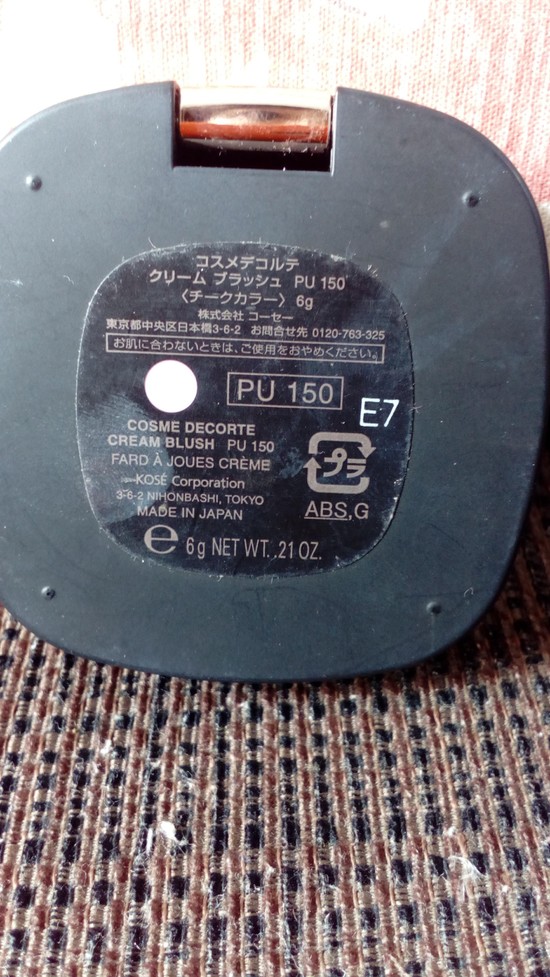 コスメデコルテ
クリーム ブラッシュ PU 150
〈チークカラー〉 6g
株式会社 コーセー
東京都中央区日本橋3-6-2 お問合せ先 0120-763-325
お肌に合わないときは、ご使用をおやめください。
PU 150
E7
COSME DECORTE
CREAM BLUSH PU 150
FARD À JOUES CRÈME
KOSÉ Corporation
3-6-2 NIHONBASHI, TOKYO
MADE IN JAPAN
プラ
ABS,G
e 6g NET WT. .21 OZ.